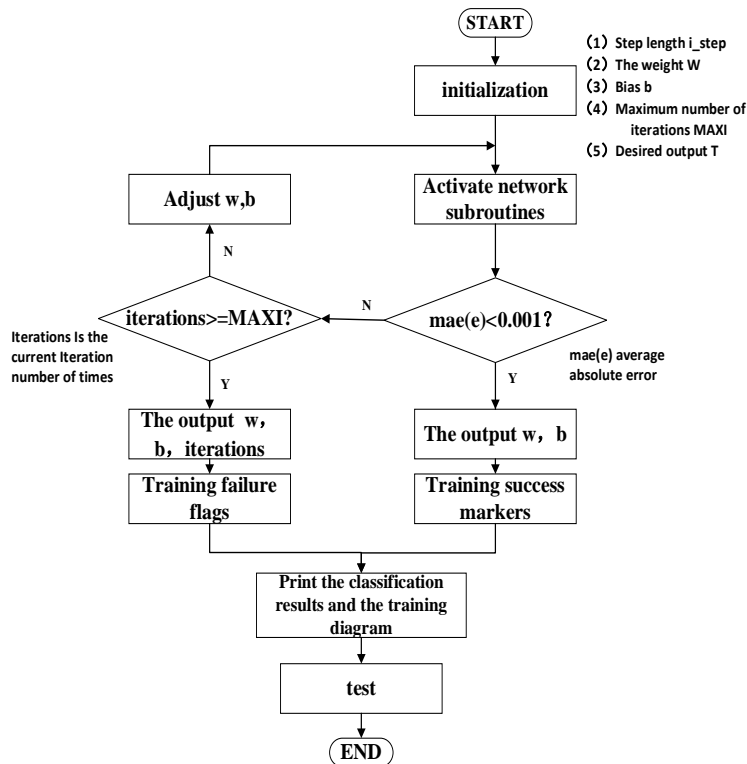 START
(1) Step length i_step
(2) The weight W
(3) Bias b
(4) Maximum number of
iterations MAXI
(5) Desired output T
initialization
Adjust w,b
Activate network
subroutines
N
iterations>=MAXI?
N
mae(e)<0.001?
Iterations Is the
current Iteration
number of times
mae(e) average
absolute error
Y
Y
The output w,
b, iterations
The output w, b
Training failure
flags
Training success
markers
Print the classification
results and the training
diagram
test
END